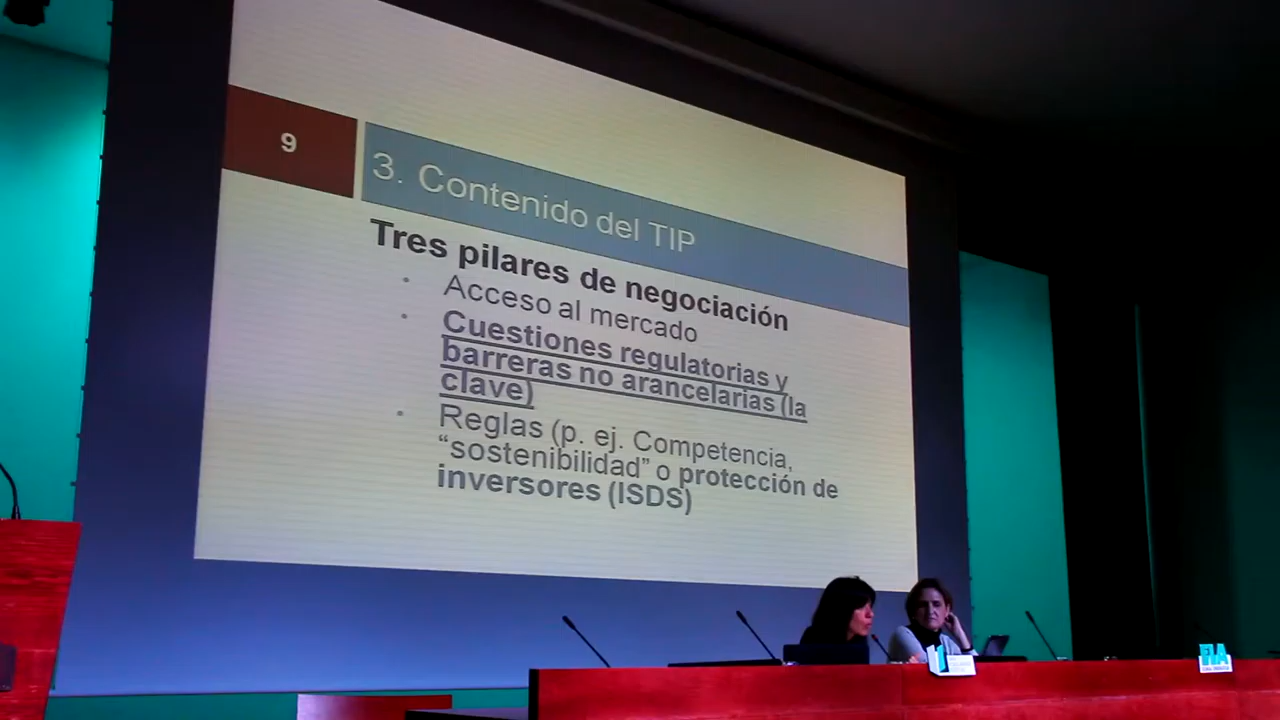 9
3. Contenido del TIP
Tres pilares de negociación
• Acceso al mercado
• Cuestiones regulatorias y
barreras no arancelarias (la
clave)
• Reglas (p. ej. Competencia,
“sostenibilidad” o protección de
inversores (ISDS)